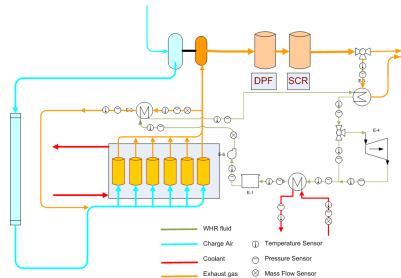 DPF
SCR
E-2
M
E-4
E-3
E-1
M
WHR fluid
Charge Air
Coolant
Exhaust gas
Temperature Sensor
Pressure Sensor
Mass Flow Sensor